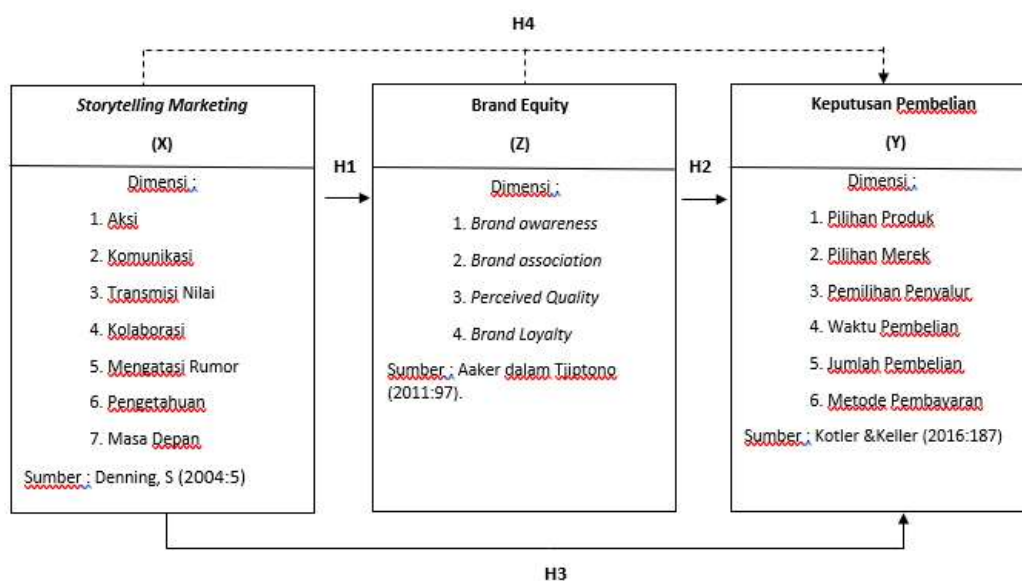 H4
Storytelling Marketing
(X)
Dimensi :
1. Aksi
2. Komunikasi
3. Transmisi Nilai
4. Kolaborasi
5. Mengatasi Rumor
6. Pengetahuan
7. Masa Depan
Sumber : Denning, S (2004:5)
H1
Brand Equity
(Z)
Dimensi :
1. Brand awareness
2. Brand association
3. Perceived Quality
4. Brand Loyalty
Sumber : Aaker dalam Tjiptono
(2011:97).
H2
Keputusan Pembelian
(Y)
Dimensi :
1. Pilihan Produk
2. Pilihan Merek
3. Pemilihan Penyalur
4. Waktu Pembelian
5. Jumlah Pembelian
6. Metode Pembayaran
Sumber : Kotler &Keller (2016:187)
H3